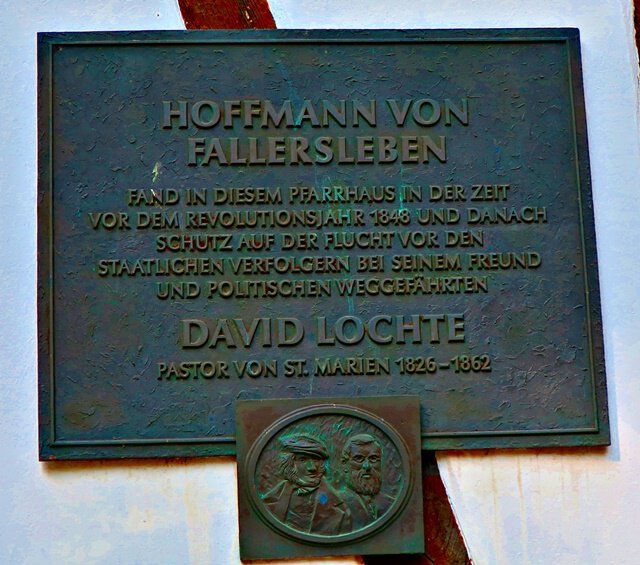 HOFFMANN VON
FALLERSLEBEN
FAND IN DIESEM PFARRHAUS IN DER ZEIT
VOR DEM REVOLUTIONSJAHR 1848 UND DANACH
SCHUTZ AUF DER FLUCHT VOR DEN
STAATLICHEN VERFOLGERN BEI SEINEM FREUND
UND POLITISCHEN WEGGEFÄHRTEN
DAVID LOCHTE
PASTOR VON ST. MARIEN 1826–1862